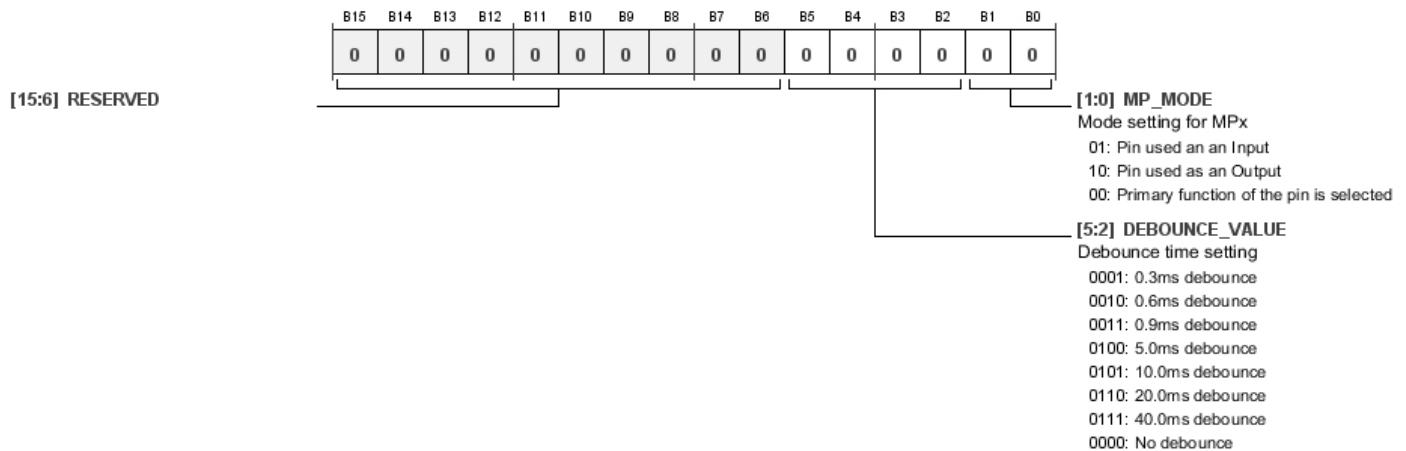 B15 B14 B13 B12 B11 B10 B9 B8 B7 B6 B5 B4 B3 B2 B1 B0
0 0 0 0 0 0 0 0 0 0 0 0 0 0 0 0
[15:6] RESERVED
[1:0] MP_MODE
Mode setting for MPx
01: Pin used an an Input
10: Pin used as an Output
00: Primary function of the pin is selected
[5:2] DEBOUNCE_VALUE
Debounce time setting
0001: 0.3ms debounce
0010: 0.6ms debounce
0011: 0.9ms debounce
0100: 5.0ms debounce
0101: 10.0ms debounce
0110: 20.0ms debounce
0111: 40.0ms debounce
0000: No debounce